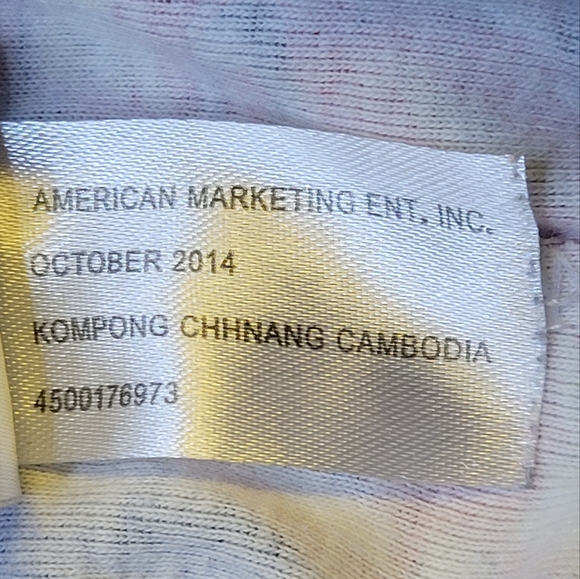 AMERICAN MARKETING ENT. INC.
OCTOBER 2014
KOMPONG CHHNANG CAMBODIA
4500176973